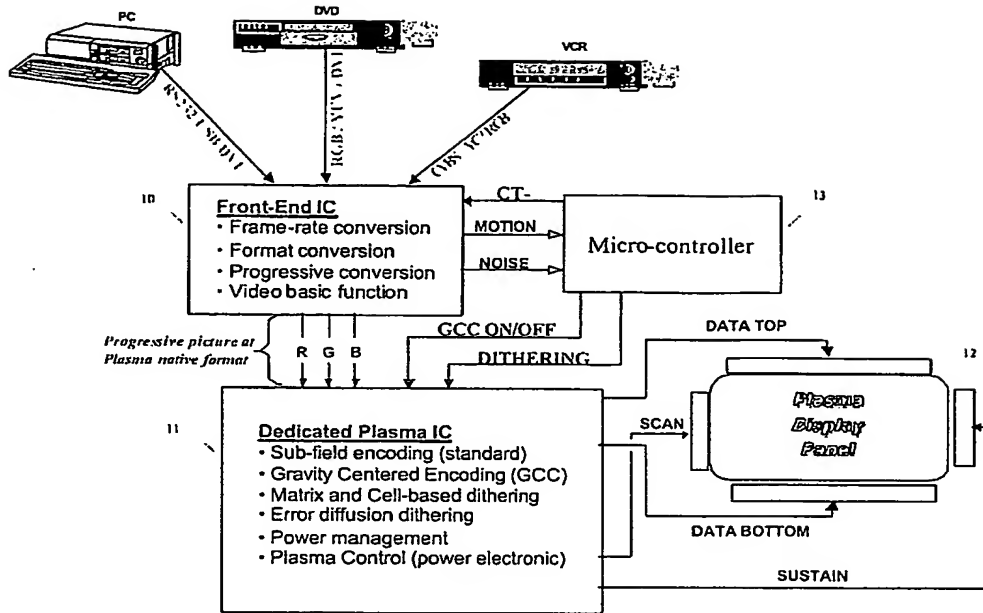 PC
DVD
VCR
RGB / YUV / DVI
CVBS / YC / RGB
10
13
Front-End IC
• Frame-rate conversion
• Format conversion
• Progressive conversion
• Video basic function
CT-
MOTION
NOISE
Micro-controller
Progressive picture at
Plasma native format
R G B
GCC ON/OFF
DITHERING
DATA TOP
12
11
Dedicated Plasma IC
• Sub-field encoding (standard)
• Gravity Centered Encoding (GCC)
• Matrix and Cell-based dithering
• Error diffusion dithering
• Power management
• Plasma Control (power electronic)
SCAN
Plasma
Display
Panel
DATA BOTTOM
SUSTAIN